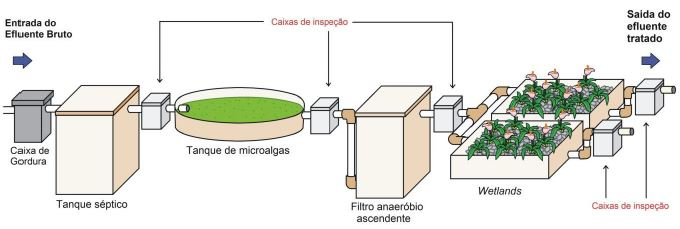 Entrada do
Efluente Bruto
Caixas de inspeção
Saida do
efluente
tratado
Caixa de
Gordura
Tanque séptico
Tanque de microalgas
Filtro anaeróbio
ascendente
Wetlands
Caixas de inspeção